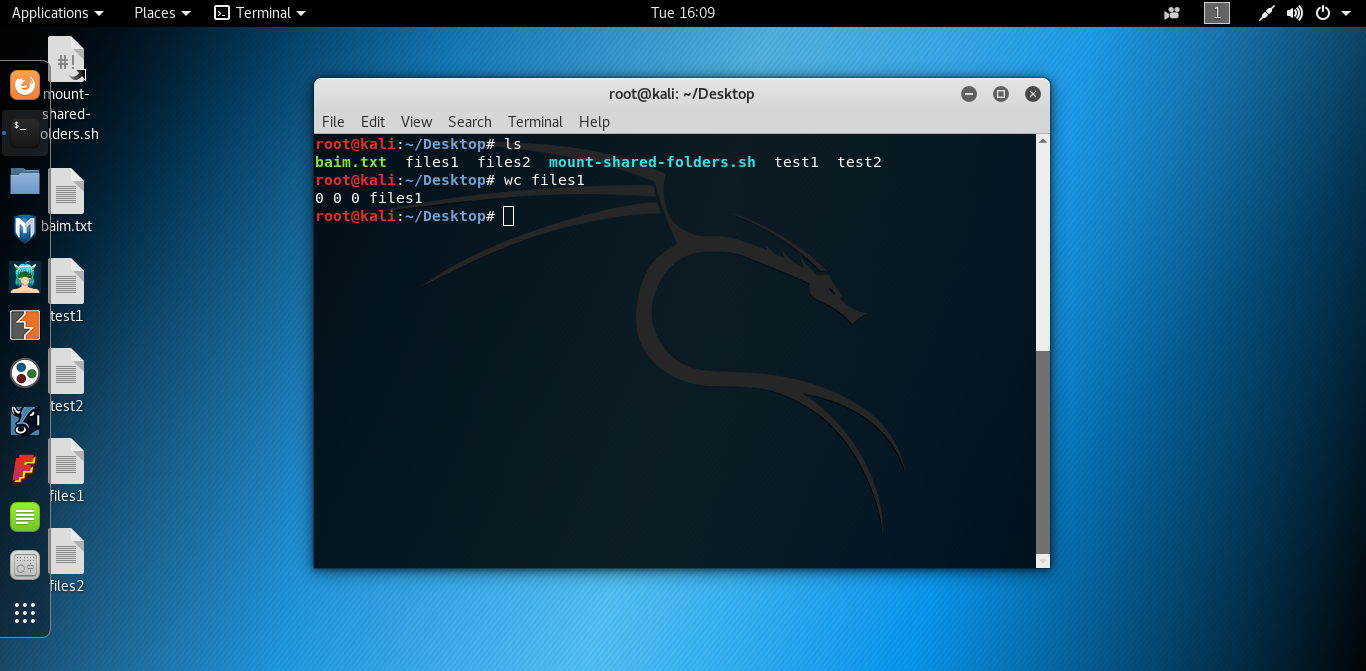 Applications Places Terminal Tue 16:09 1
#!
mount-
shared-
olders.sh
$_
baim.txt
test1
test2
files1
files2
root@kali: ~/Desktop
File Edit View Search Terminal Help
root@kali:~/Desktop# ls
baim.txt files1 files2 mount-shared-folders.sh test1 test2
root@kali:~/Desktop# wc files1
0 0 0 files1
root@kali:~/Desktop#